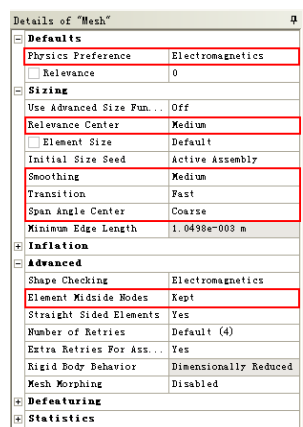 Details of "Mesh"
Defaults
Physics Preference Electromagnetics
Relevance 0
Sizing
Use Advanced Size Fun... Off
Relevance Center Medium
Element Size Default
Initial Size Seed Active Assembly
Smoothing Medium
Transition Fast
Span Angle Center Coarse
Minimum Edge Length 1.0498e-003 m
Inflation
Advanced
Shape Checking Electromagnetics
Element Midside Nodes Kept
Straight Sided Elements Yes
Number of Retries Default (4)
Extra Retries For Ass... Yes
Rigid Body Behavior Dimensionally Reduced
Mesh Morphing Disabled
Defeaturing
Statistics